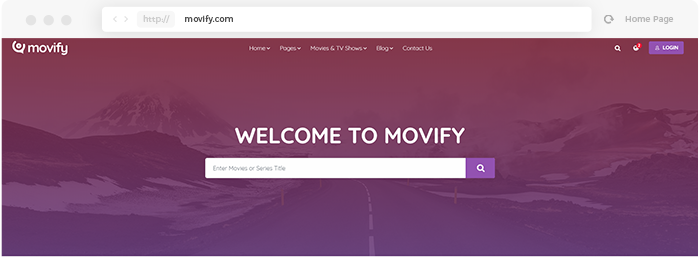 http:// movify.com Home Page
movify Home Pages Movies & TV Shows Blog Contact Us LOGIN
WELCOME TO MOVIFY
Enter Movies or Series Title